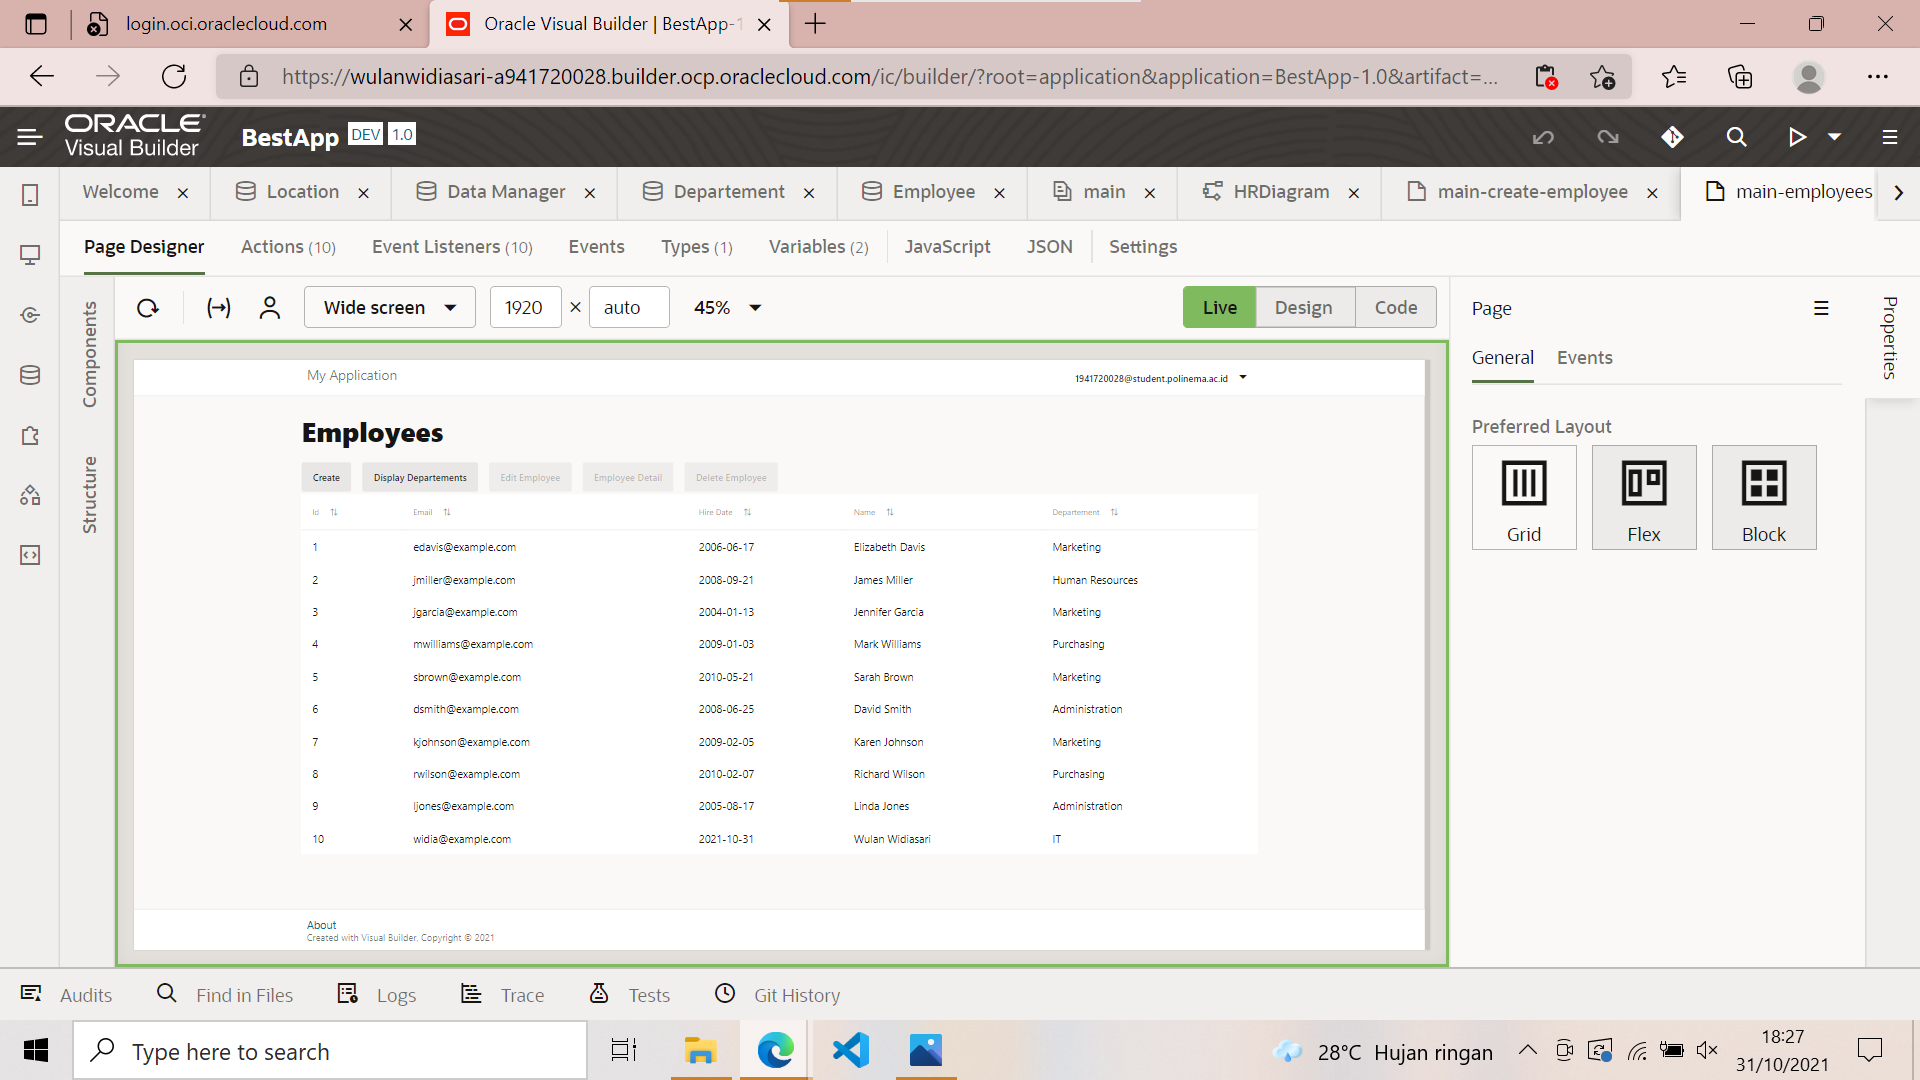 login.oci.oraclecloud.com
Oracle Visual Builder | BestApp-1
https://wulanwidiasari-a941720028.builder.ocp.oraclecloud.com/ic/builder/?root=application&application=BestApp-1.0&artifact=...
ORACLE
Visual Builder
BestApp DEV 1.0
Welcome
Location
Data Manager
Departement
Employee
main
HRDiagram
main-create-employee
main-employees
Page Designer
Actions (10)
Event Listeners (10)
Events
Types (1)
Variables (2)
JavaScript
JSON
Settings
Components
Structure
Wide screen
1920 × auto
45%
Live
Design
Code
Page
General
Events
Preferred Layout
Grid
Flex
Block
Properties
My Application
1941720028@student.polinema.ac.id
Employees
Create
Display Departements
Edit Employee
Employee Detail
Delete Employee
Id Email Hire Date Name Departement
1 edavis@example.com 2006-06-17 Elizabeth Davis Marketing
2 jmiller@example.com 2008-09-21 James Miller Human Resources
3 jgarcia@example.com 2004-01-13 Jennifer Garcia Marketing
4 mwilliams@example.com 2009-01-03 Mark Williams Purchasing
5 sbrown@example.com 2010-05-21 Sarah Brown Marketing
6 dsmith@example.com 2008-06-25 David Smith Administration
7 kjohnson@example.com 2009-02-05 Karen Johnson Marketing
8 rwilson@example.com 2010-02-07 Richard Wilson Purchasing
9 ljones@example.com 2005-08-17 Linda Jones Administration
10 widia@example.com 2021-10-31 Wulan Widiasari IT
About
Created with Visual Builder. Copyright © 2021
Audits
Find in Files
Logs
Trace
Tests
Git History
Type here to search
28°C Hujan ringan
18:27
31/10/2021